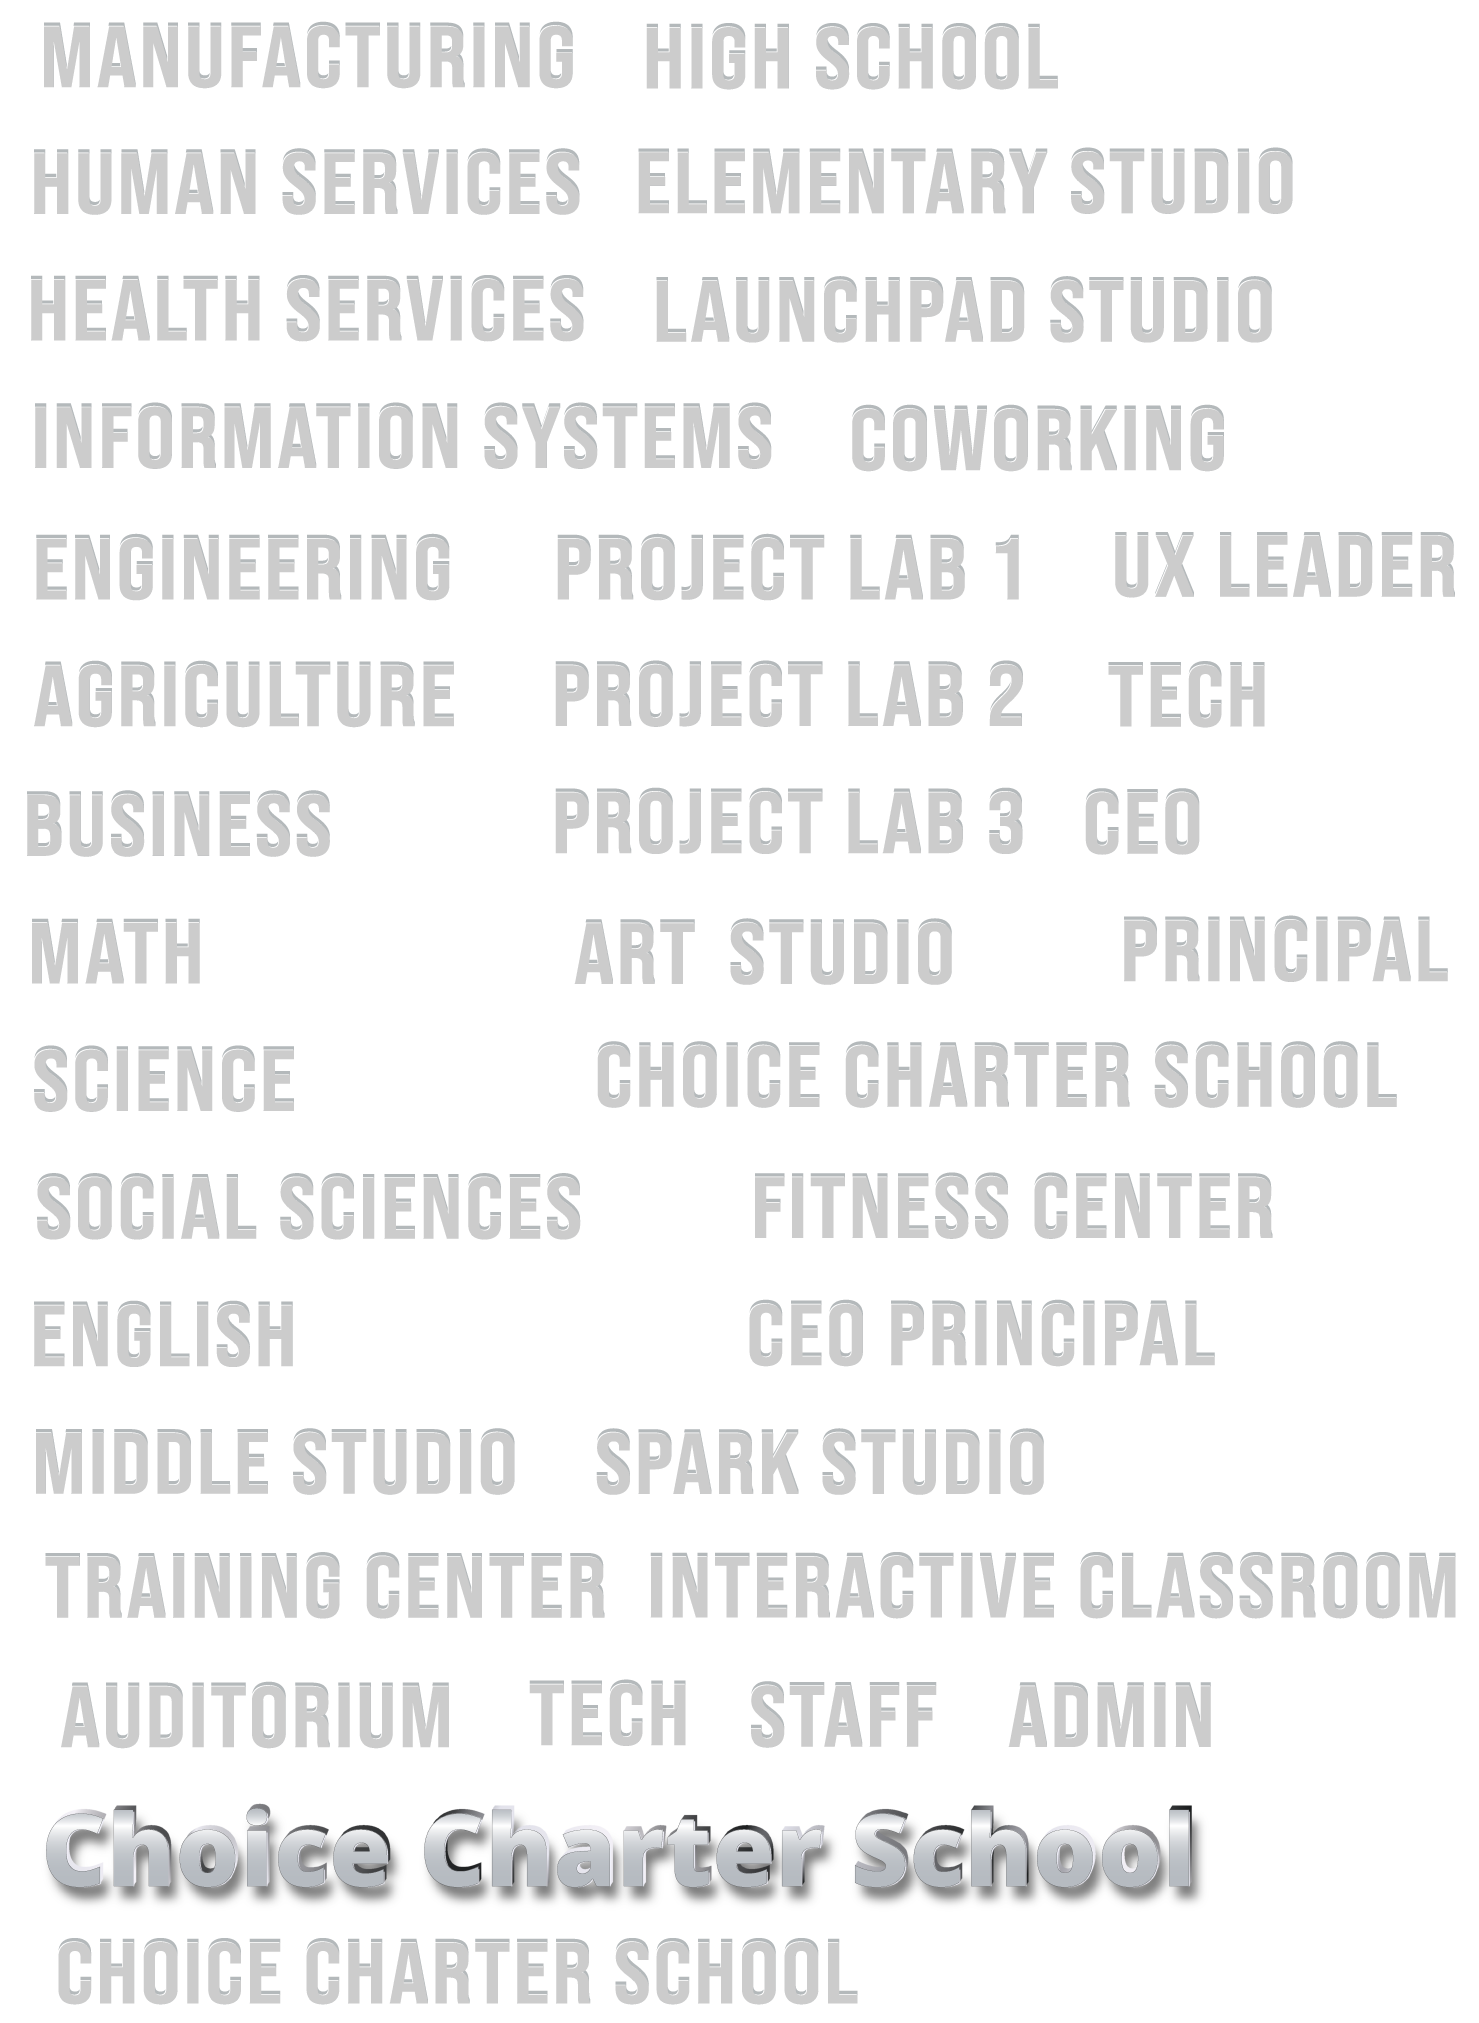 MANUFACTURING HIGH SCHOOL
HUMAN SERVICES ELEMENTARY STUDIO
HEALTH SERVICES LAUNCHPAD STUDIO
INFORMATION SYSTEMS COWORKING
ENGINEERING PROJECT LAB 1 UX LEADER
AGRICULTURE PROJECT LAB 2 TECH
BUSINESS PROJECT LAB 3 CEO
MATH ART STUDIO PRINCIPAL
SCIENCE CHOICE CHARTER SCHOOL
SOCIAL SCIENCES FITNESS CENTER
ENGLISH CEO PRINCIPAL
MIDDLE STUDIO SPARK STUDIO
TRAINING CENTER INTERACTIVE CLASSROOM
AUDITORIUM TECH STAFF ADMIN
Choice Charter School
CHOICE CHARTER SCHOOL